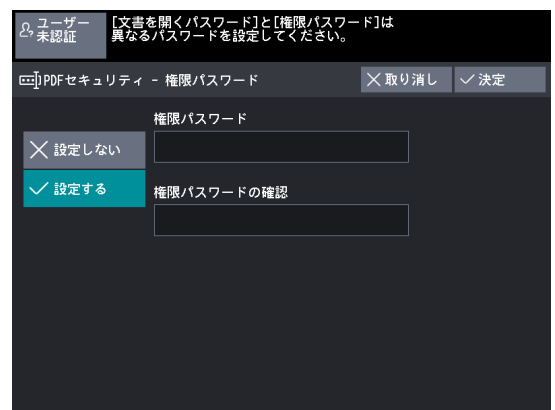 ユーザー
未認証
[文書を開くパスワード]と[権限パスワード]は
異なるパスワードを設定してください。
PDFセキュリティ - 権限パスワード
取り消し
決定
権限パスワード
設定しない
設定する
権限パスワードの確認